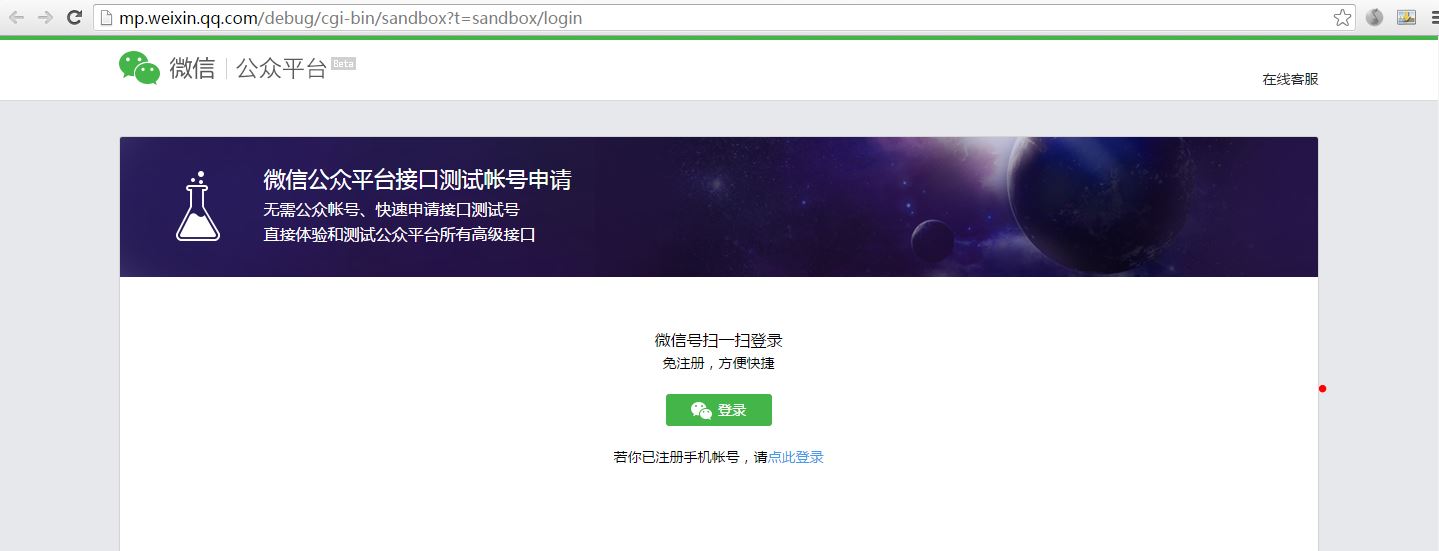 mp.weixin.qq.com/debug/cgi-bin/sandbox?t=sandbox/login
微信 | 公众平台 Beta
在线客服
微信公众平台接口测试帐号申请
无需公众帐号、快速申请接口测试号
直接体验和测试公众平台所有高级接口
微信号扫一扫登录
免注册，方便快捷
登录
若你已注册手机帐号，请点此登录